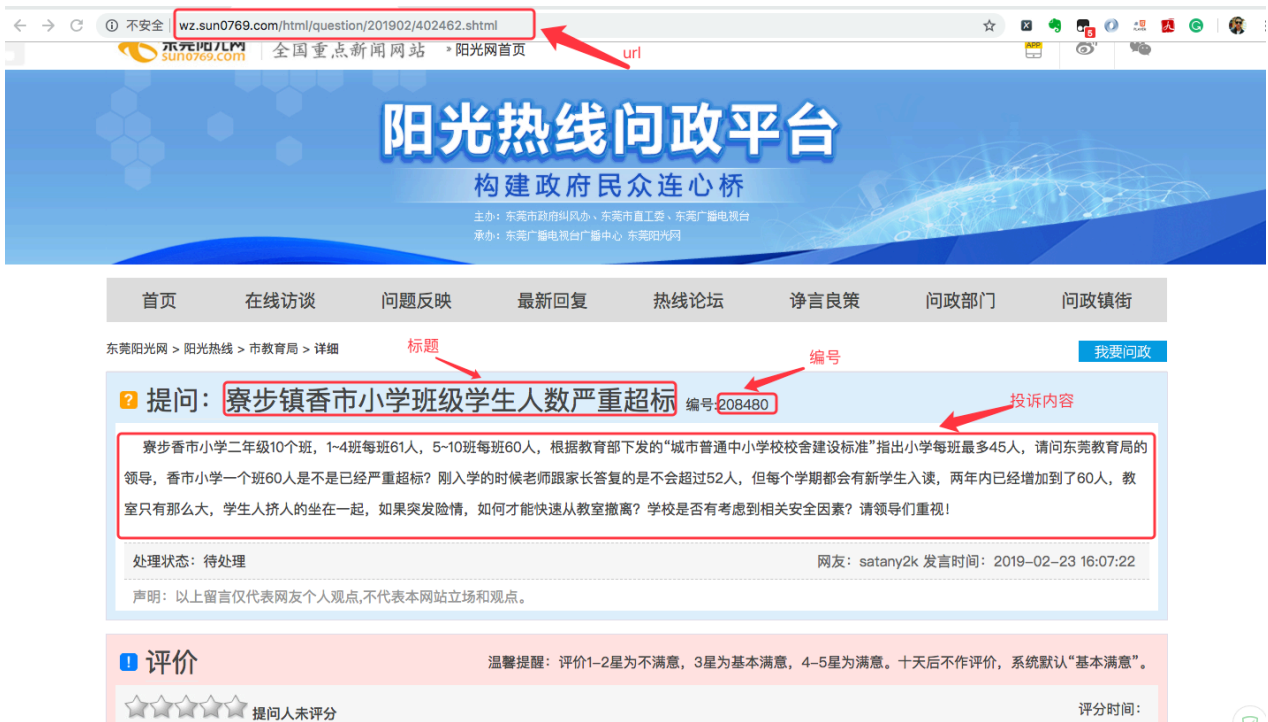 不安全 | wz.sun0769.com/html/question/201902/402462.shtml
url
东莞阳光网
sun0769.com
全国重点新闻网站
>阳光网首页
APP
阳光热线问政平台
构建政府民众连心桥
主办：东莞市政府纠风办、东莞市直工委、东莞广播电视台
承办：东莞广播电视台广播中心 东莞阳光网
首页 在线访谈 问题反映 最新回复 热线论坛 诤言良策 问政部门 问政镇街
东莞阳光网 > 阳光热线 > 市教育局 > 详细
标题
编号
我要问政
提问：寮步镇香市小学班级学生人数严重超标 编号:208480
投诉内容
寮步香市小学二年级10个班，1~4班每班61人，5~10班每班60人，根据教育部下发的“城市普通中小学校校舍建设标准”指出小学每班最多45人，请问东莞教育局的
领导，香市小学一个班60人是不是已经严重超标？刚入学的时候老师跟家长答复的是不会超过52人，但每个学期都会有新学生入读，两年内已经增加到了60人，教
室只有那么大，学生人挤人的坐在一起，如果突发险情，如何才能快速从教室撤离？学校是否有考虑到相关安全因素？请领导们重视！
处理状态：待处理
网友：satany2k 发言时间：2019-02-23 16:07:22
声明：以上留言仅代表网友个人观点,不代表本网站立场和观点。
评价
温馨提醒：评价1-2星为不满意，3星为基本满意，4-5星为满意。十天后不作评价，系统默认“基本满意”。
提问人未评分
评分时间：